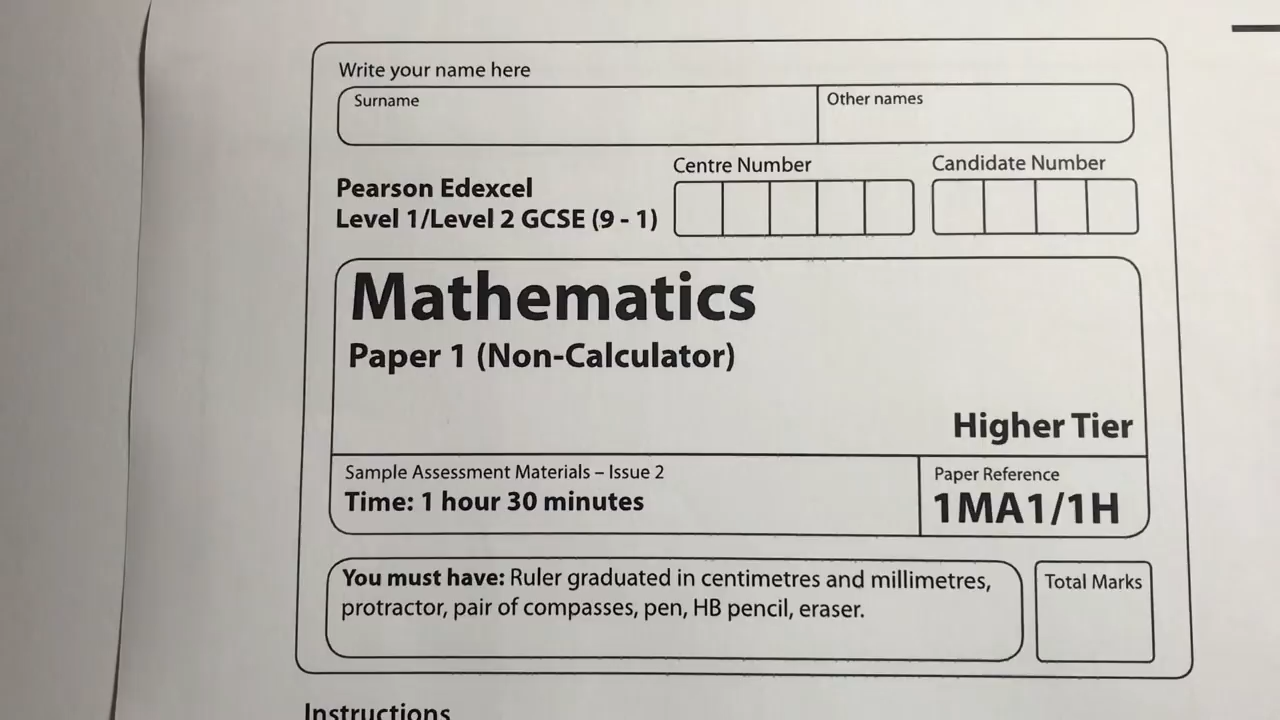 Write your name here
Surname
Other names
Centre Number
Candidate Number
Pearson Edexcel
Level 1/Level 2 GCSE (9 - 1)
Mathematics
Paper 1 (Non-Calculator)
Higher Tier
Sample Assessment Materials – Issue 2
Time: 1 hour 30 minutes
Paper Reference
1MA1/1H
You must have: Ruler graduated in centimetres and millimetres,
protractor, pair of compasses, pen, HB pencil, eraser.
Total Marks
Instructions